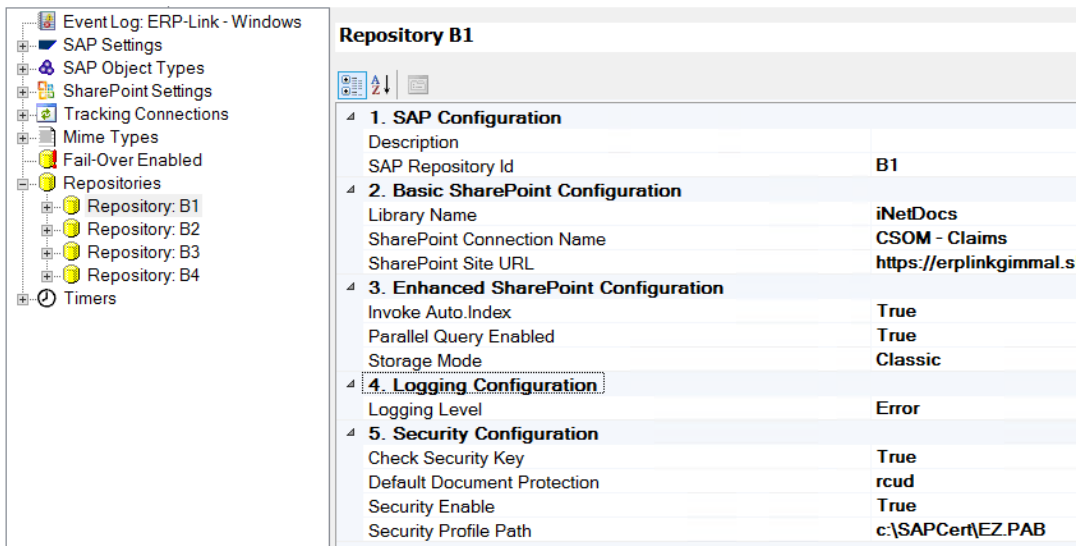 Event Log: ERP-Link - Windows
SAP Settings
SAP Object Types
SharePoint Settings
Tracking Connections
Mime Types
Fail-Over Enabled
Repositories
Repository: B1
Repository: B2
Repository: B3
Repository: B4
Timers
Repository B1
1. SAP Configuration
Description
SAP Repository Id B1
2. Basic SharePoint Configuration
Library Name iNetDocs
SharePoint Connection Name CSOM - Claims
SharePoint Site URL https://erplinkgimmal.s
3. Enhanced SharePoint Configuration
Invoke Auto.Index True
Parallel Query Enabled True
Storage Mode Classic
4. Logging Configuration
Logging Level Error
5. Security Configuration
Check Security Key True
Default Document Protection rcud
Security Enable True
Security Profile Path c:\SAPCert\EZ.PAB